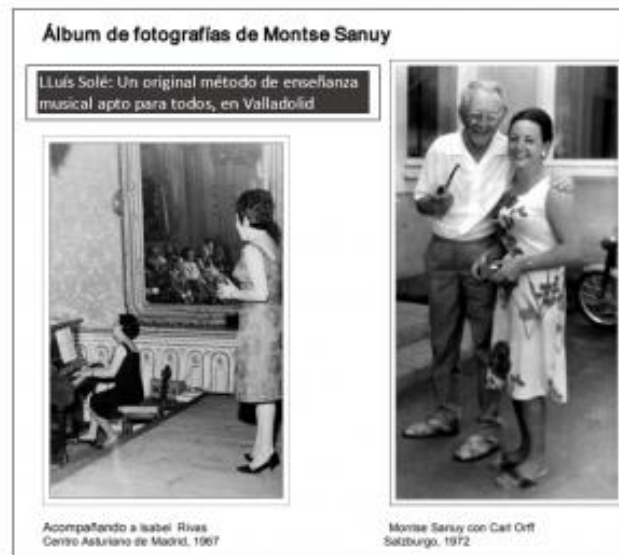 Álbum de fotografías de Montse Sanuy
LLuís Solé: Un original método de enseñanza
musical apto para todos, en Valladolid
Acompañando a Isabel Rivas
Centro Asturiano de Madrid, 1967
Montse Sanuy con Carl Orff
Salzburgo, 1972